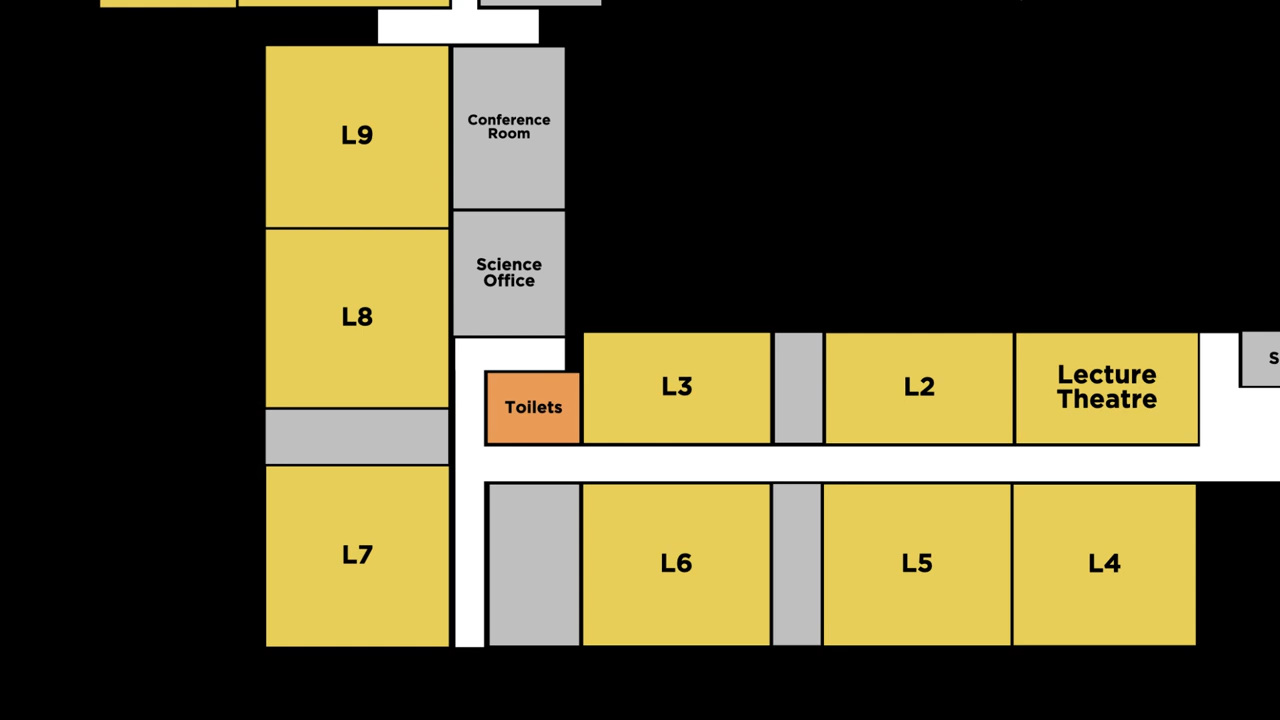 L9
Conference
Room
Science
Office
L8
L3
L2
Lecture
Theatre
Toilets
L7
L6
L5
L4